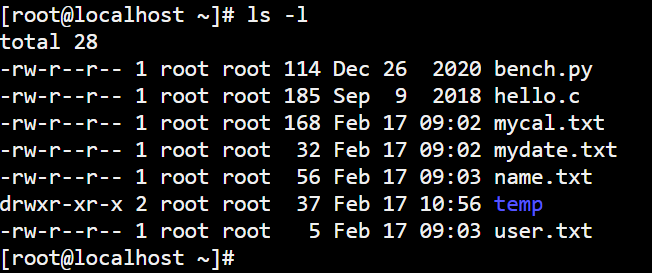 [root@localhost ~]# ls -l
total 28
-rw-r--r-- 1 root root 114 Dec 26  2020 bench.py
-rw-r--r-- 1 root root 185 Sep  9  2018 hello.c
-rw-r--r-- 1 root root 168 Feb 17 09:02 mycal.txt
-rw-r--r-- 1 root root  32 Feb 17 09:02 mydate.txt
-rw-r--r-- 1 root root  56 Feb 17 09:03 name.txt
drwxr-xr-x 2 root root  37 Feb 17 10:56 temp
-rw-r--r-- 1 root root   5 Feb 17 09:03 user.txt
[root@localhost ~]#